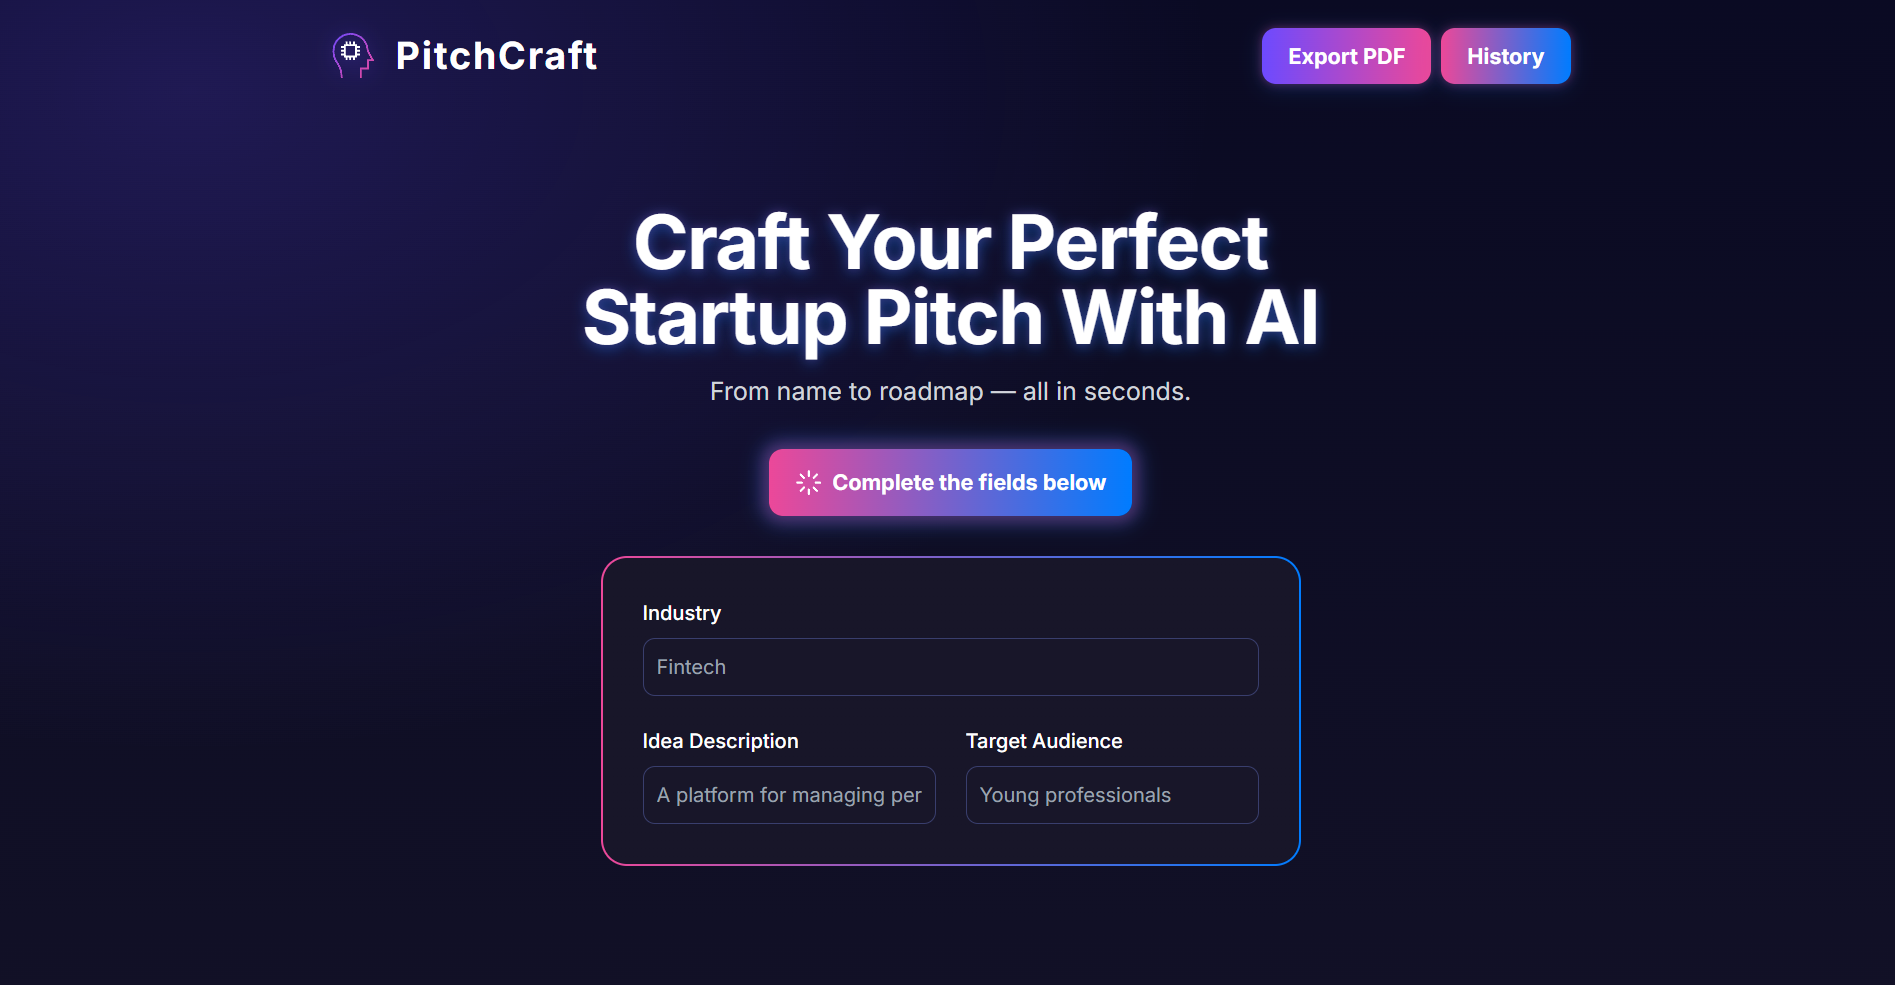 PitchCraft
Export PDF
History
Craft Your Perfect
Startup Pitch With AI
From name to roadmap — all in seconds.
Complete the fields below
Industry
Fintech
Idea Description
Target Audience
A platform for managing per
Young professionals